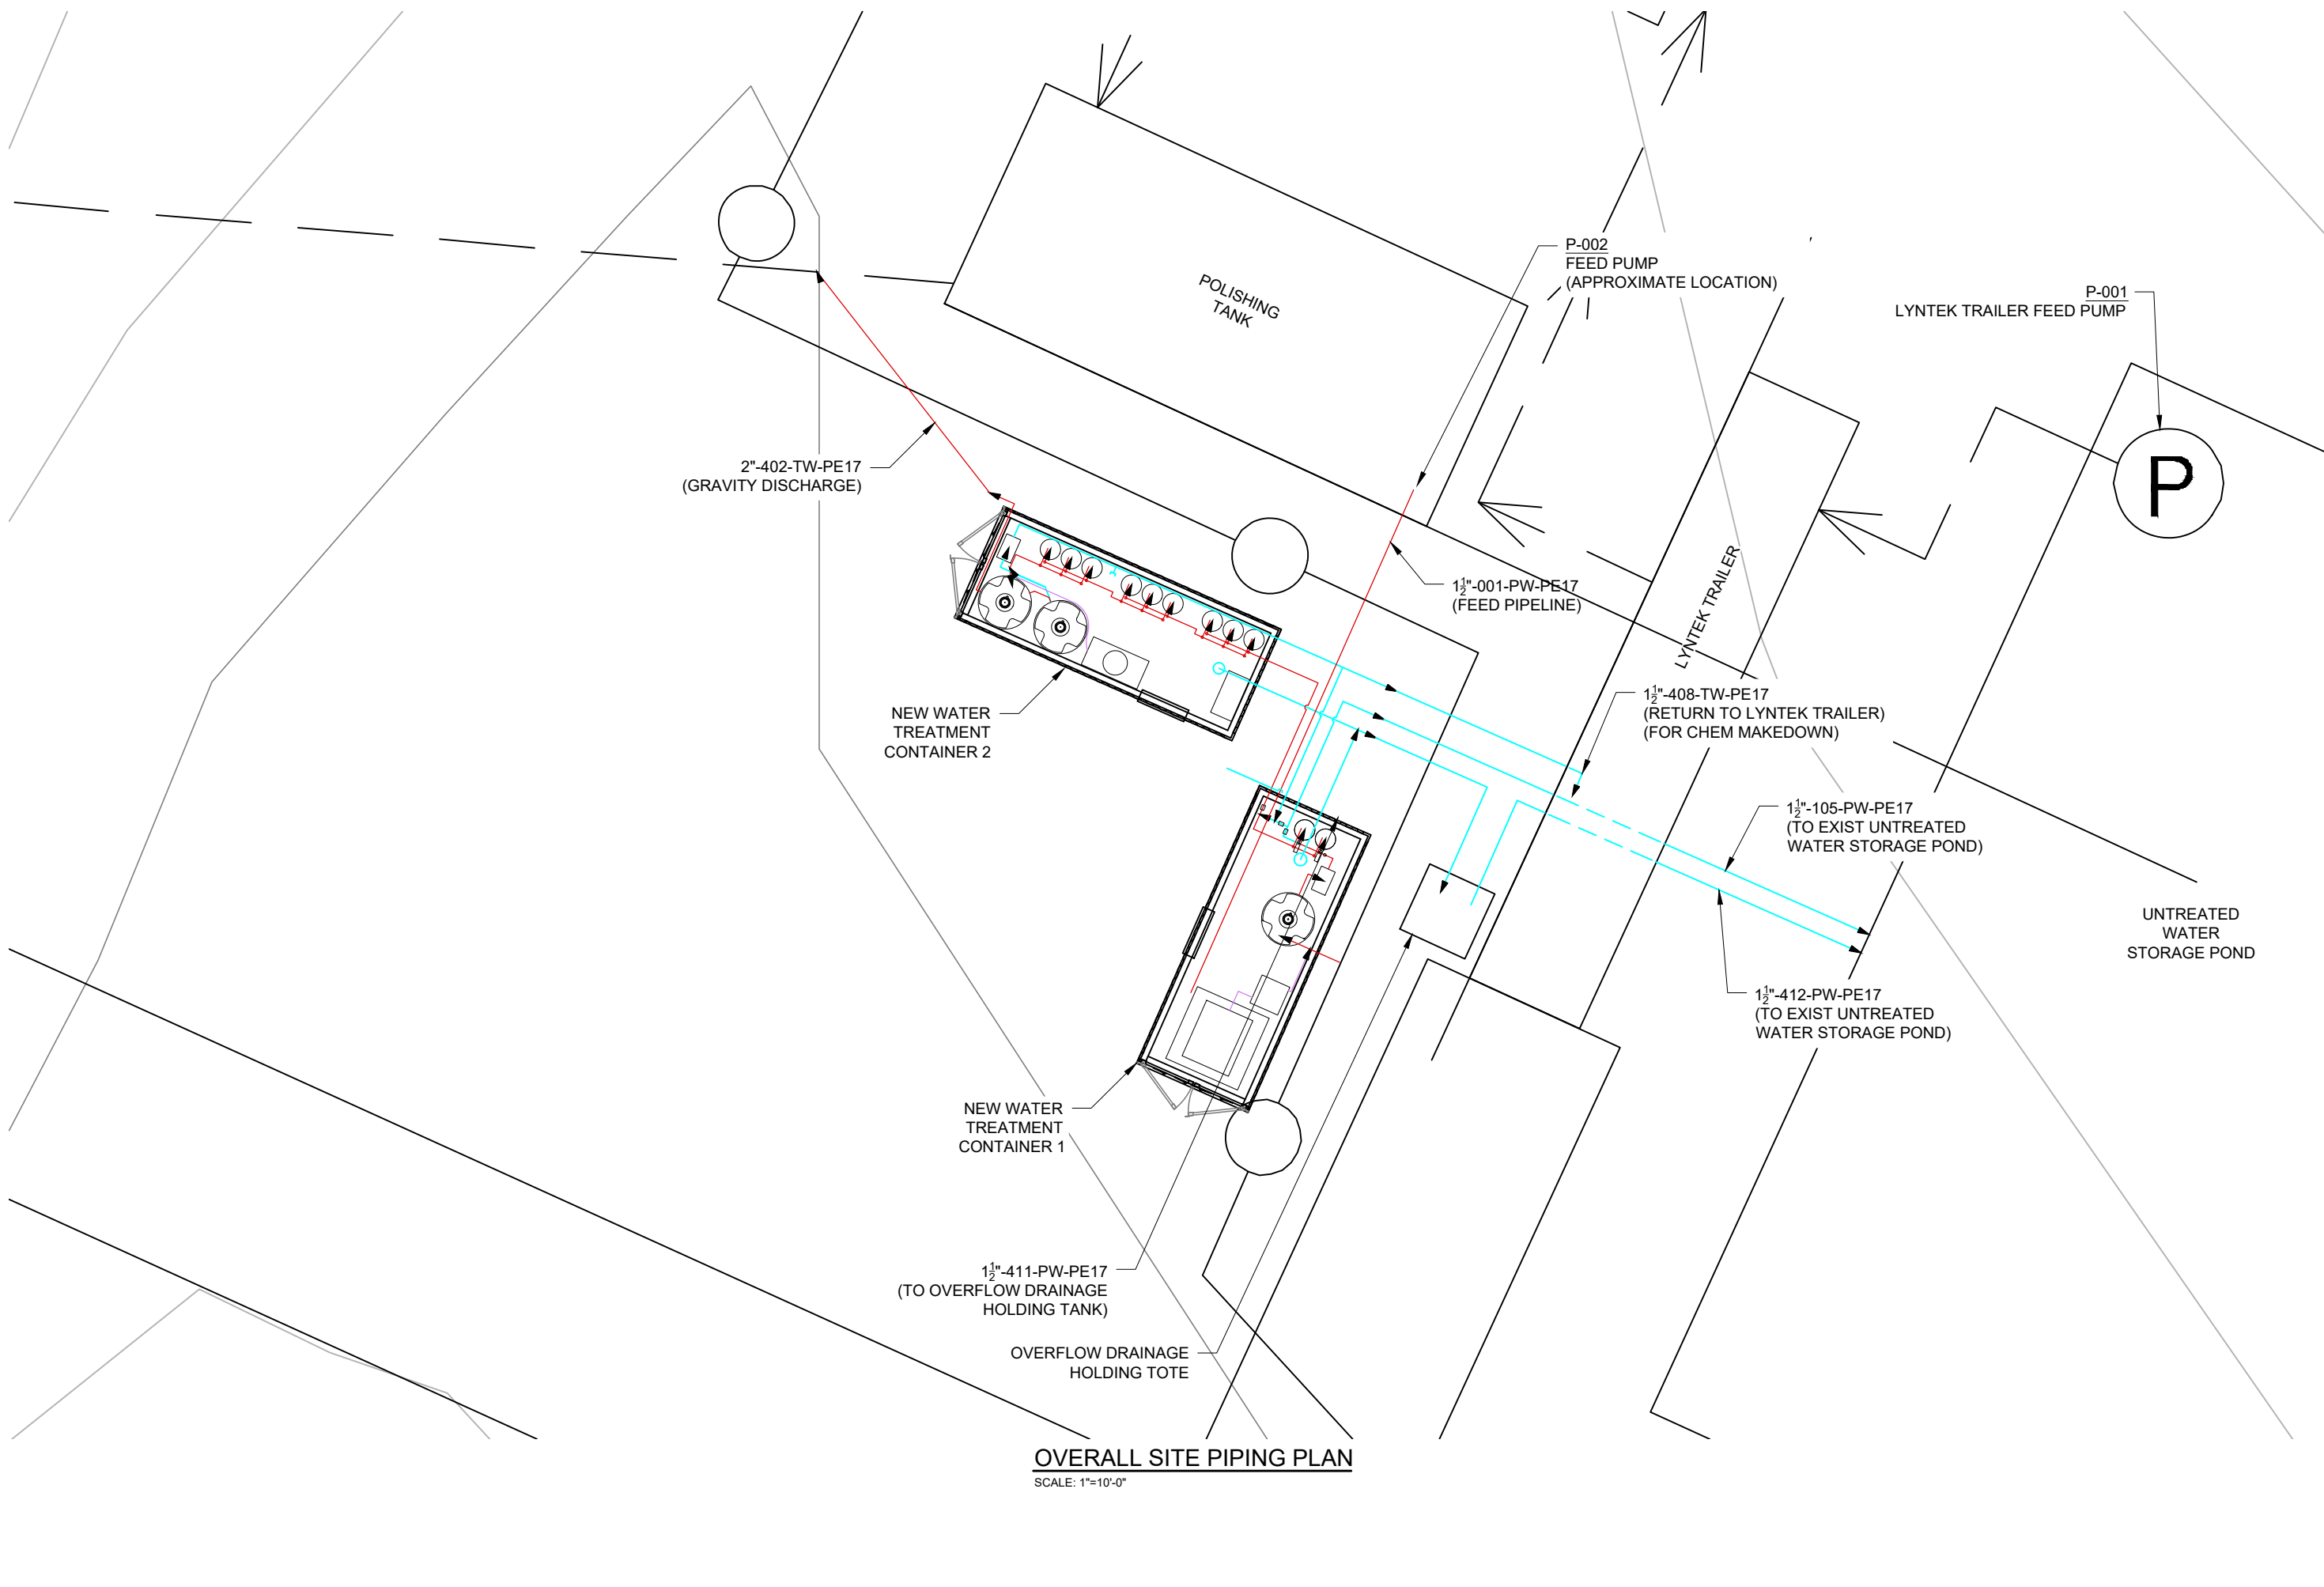 P-002
FEED PUMP
(APPROXIMATE LOCATION)
P-001
LYNTEK TRAILER FEED PUMP
P
POLISHING
TANK
2"-402-TW-PE17
(GRAVITY DISCHARGE)
1½"-001-PW-PE17
(FEED PIPELINE)
LYNTEK TRAILER
NEW WATER
TREATMENT
CONTAINER 2
1½"-408-TW-PE17
(RETURN TO LYNTEK TRAILER)
(FOR CHEM MAKEDOWN)
1½"-105-PW-PE17
(TO EXIST UNTREATED
WATER STORAGE POND)
UNTREATED
WATER
STORAGE POND
1½"-412-PW-PE17
(TO EXIST UNTREATED
WATER STORAGE POND)
NEW WATER
TREATMENT
CONTAINER 1
1½"-411-PW-PE17
(TO OVERFLOW DRAINAGE
HOLDING TANK)
OVERFLOW DRAINAGE
HOLDING TOTE
OVERALL SITE PIPING PLAN
SCALE: 1"=10'-0"